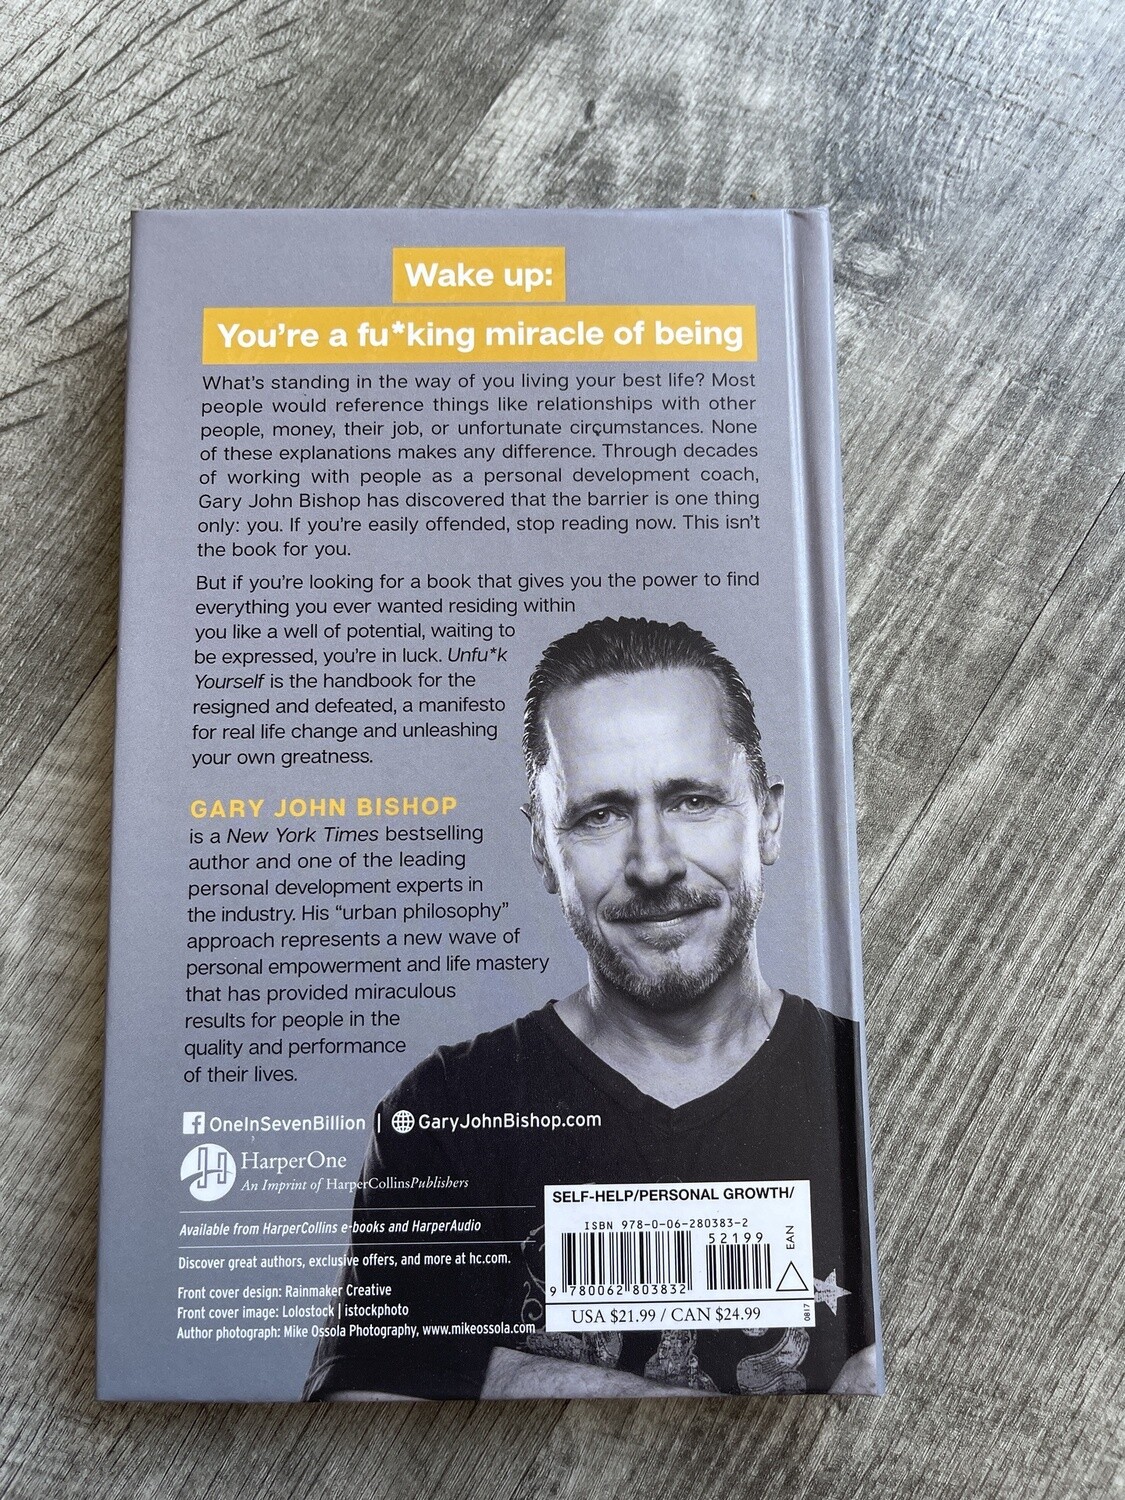 Wake up:
You're a fu*king miracle of being
What's standing in the way of you living your best life? Most
people would reference things like relationships with other
people, money, their job, or unfortunate circumstances. None
of these explanations makes any difference. Through decades
of working with people as a personal development coach,
Gary John Bishop has discovered that the barrier is one thing
only: you. If you're easily offended, stop reading now. This isn't
the book for you.
But if you're looking for a book that gives you the power to find
everything you ever wanted residing within
you like a well of potential, waiting to
be expressed, you're in luck. Unfu*k
Yourself is the handbook for the
resigned and defeated, a manifesto
for real life change and unleashing
your own greatness.
GARY JOHN BISHOP
is a New York Times bestselling
author and one of the leading
personal development experts in
the industry. His "urban philosophy"
approach represents a new wave of
personal empowerment and life mastery
that has provided miraculous
results for people in the
quality and performance
of their lives.
OneInSevenBillion | GaryJohnBishop.com
HarperOne
An Imprint of HarperCollinsPublishers
Available from HarperCollins e-books and HarperAudio
Discover great authors, exclusive offers, and more at hc.com.
Front cover design: Rainmaker Creative
Front cover image: Lolostock | istockphoto
Author photograph: Mike Ossola Photography, www.mikeossola.com
SELF-HELP/PERSONAL GROWTH/
ISBN 978-0-06-280383-2
52199
EAN
9 780062 803832
USA $21.99 / CAN $24.99
0817